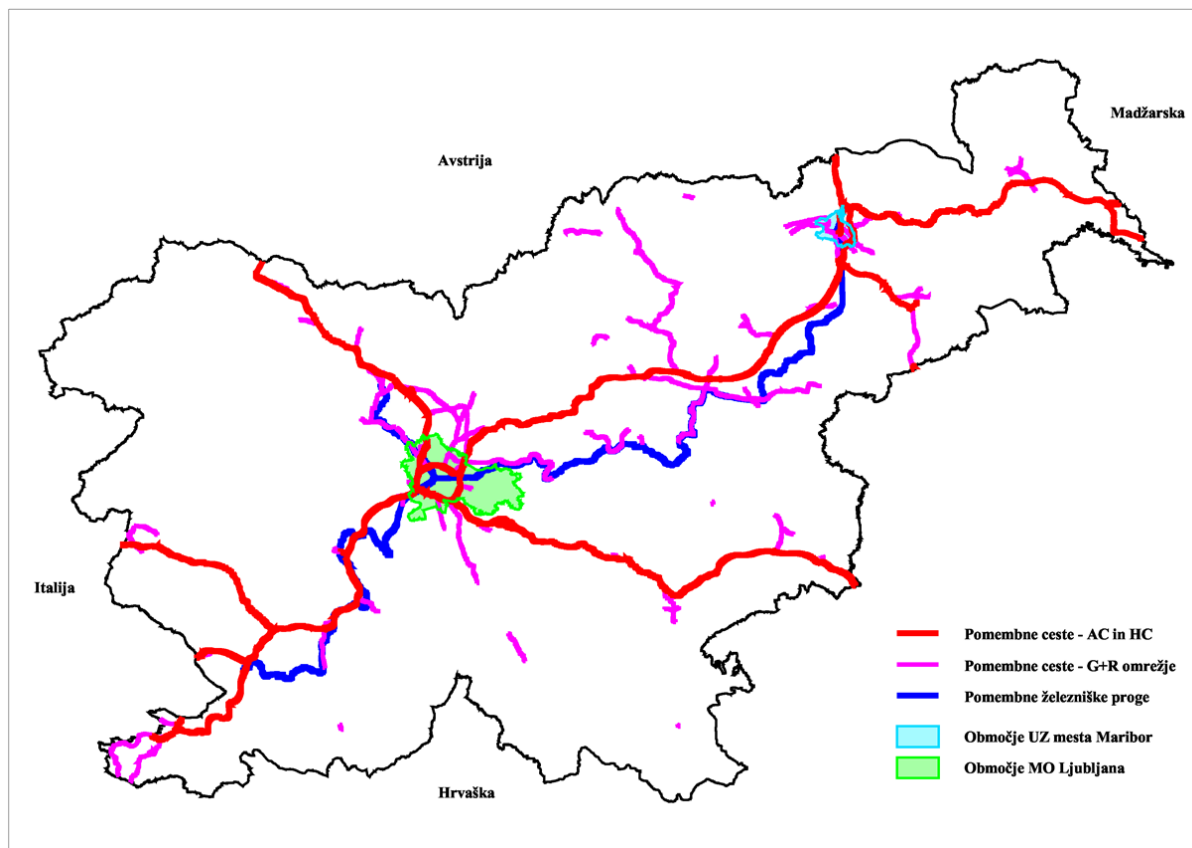 Madžarska
Avstrija
Italija
Hrvaška
Pomembne ceste - AC in HC
Pomembne ceste - G+R omrežje
Pomembne železniške proge
Območje UZ mesta Maribor
Območje MO Ljubljana